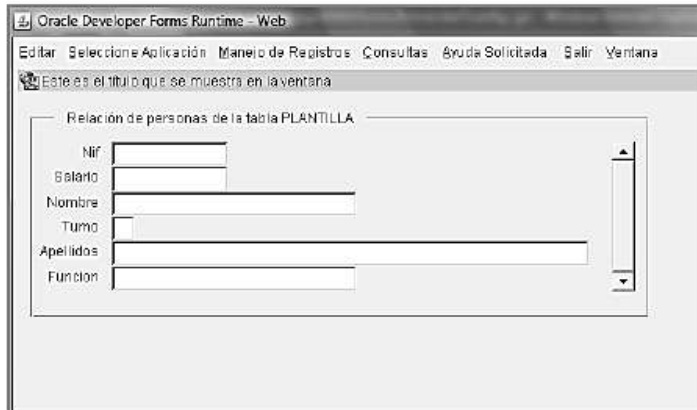 Oracle Developer Forms Runtime - Web
Editar Seleccione Aplicación Manejo de Registros Consultas Ayuda Solicitada Salir Ventana
Este es el título que se muestra en la ventana
Relación de personas de la tabla PLANTILLA
Nif
Salario
Nombre
Turno
Apellidos
Funcion